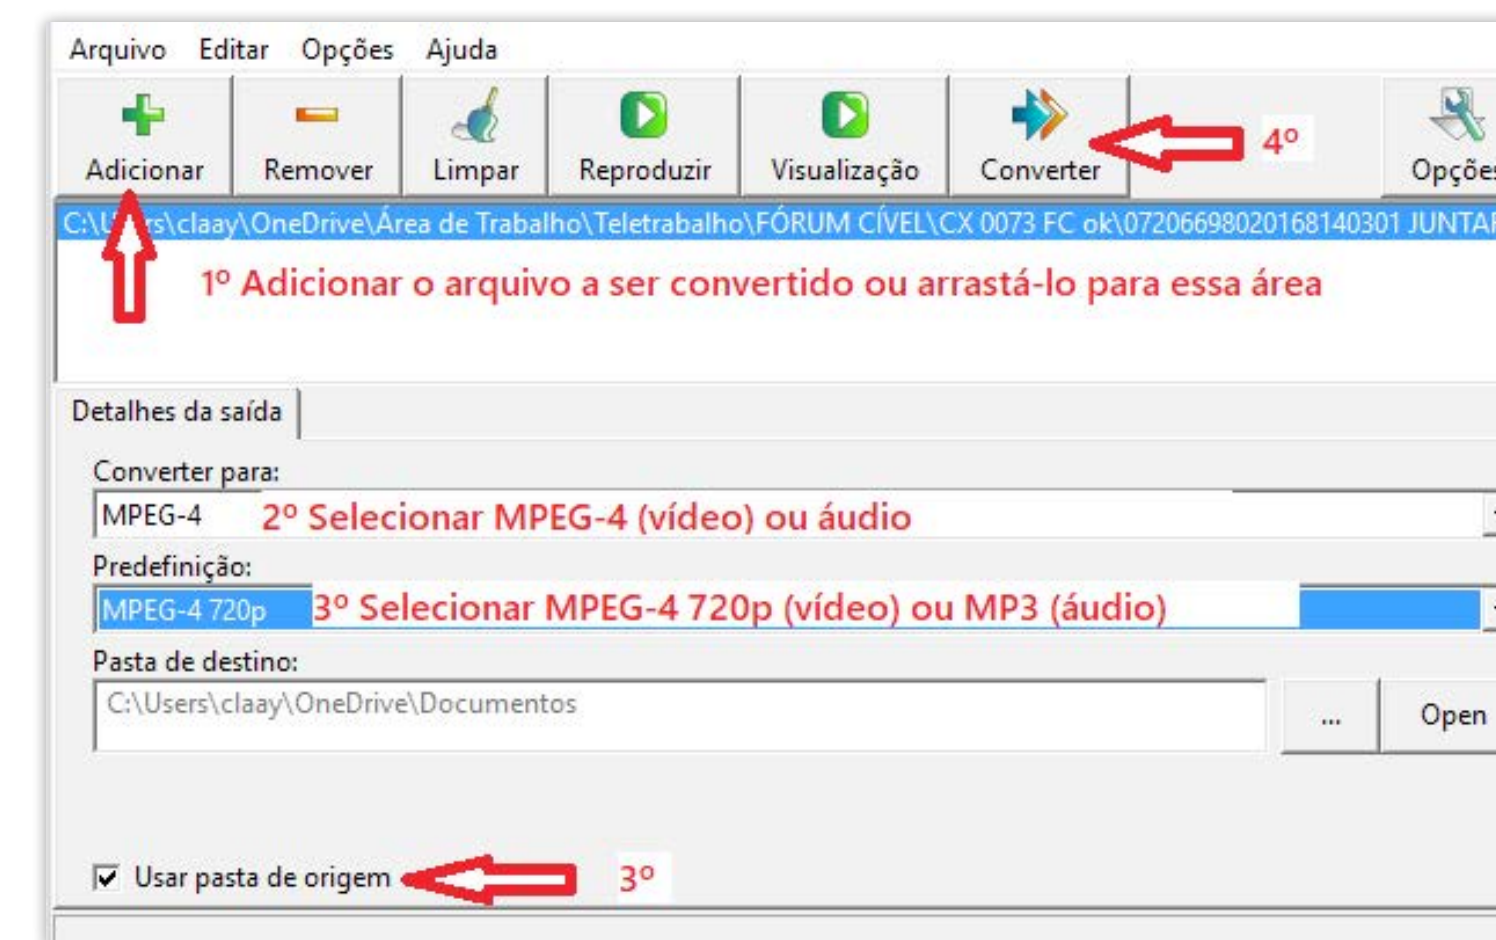 Arquivo Editar Opções Ajuda
Adicionar Remover Limpar Reproduzir Visualização Converter 4º Opções
C:\Users\claay\OneDrive\Área de Trabalho\Teletrabalho\FÓRUM CÍVEL\CX 0073 FC ok\07206698020168140301 JUNTAR
1º Adicionar o arquivo a ser convertido ou arrastá-lo para essa área
Detalhes da saída
Converter para:
MPEG-4 2º Selecionar MPEG-4 (vídeo) ou áudio
Predefinição:
MPEG-4 720p 3º Selecionar MPEG-4 720p (vídeo) ou MP3 (áudio)
Pasta de destino:
C:\Users\claay\OneDrive\Documentos ... Open
Usar pasta de origem 3º